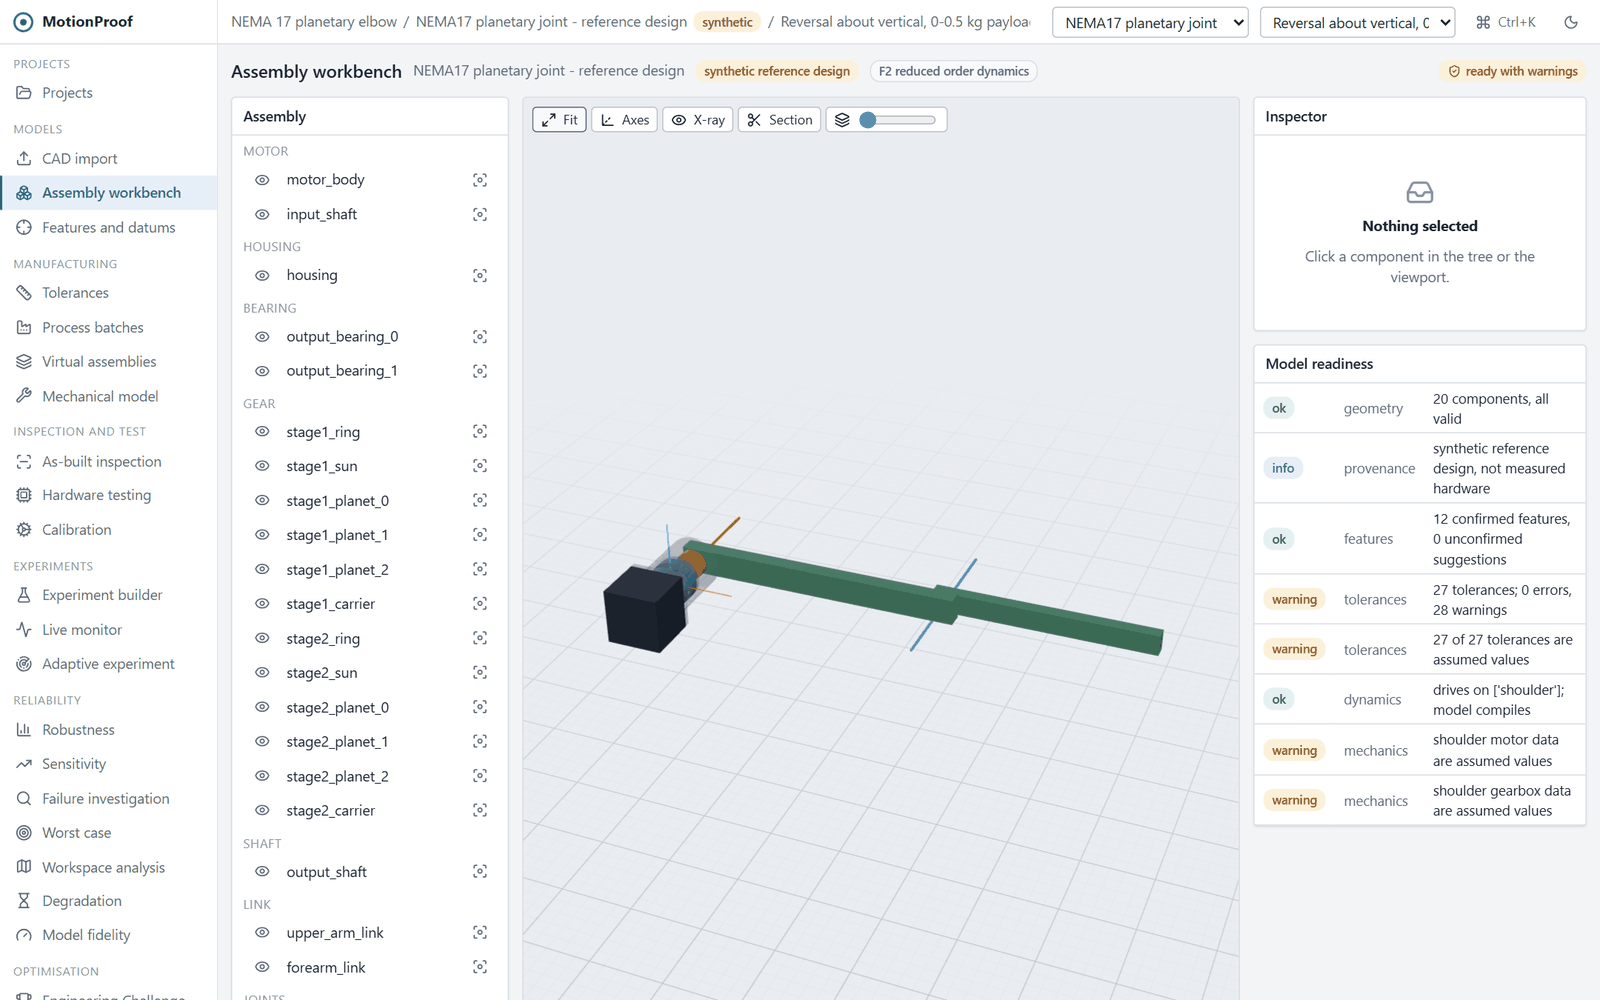 MotionProof
NEMA 17 planetary elbow / NEMA17 planetary joint - reference design synthetic / Reversal about vertical, 0-0.5 kg payloa
NEMA17 planetary joint
Reversal about vertical, 0
Ctrl+K
PROJECTS
Projects
MODELS
CAD import
Assembly workbench
Features and datums
MANUFACTURING
Tolerances
Process batches
Virtual assemblies
Mechanical model
INSPECTION AND TEST
As-built inspection
Hardware testing
Calibration
EXPERIMENTS
Experiment builder
Live monitor
Adaptive experiment
RELIABILITY
Robustness
Sensitivity
Failure investigation
Worst case
Workspace analysis
Degradation
Model fidelity
OPTIMISATION
Engineering Challenge
Assembly workbench NEMA17 planetary joint - reference design synthetic reference design F2 reduced order dynamics
ready with warnings
Assembly
MOTOR
motor_body
input_shaft
HOUSING
housing
BEARING
output_bearing_0
output_bearing_1
GEAR
stage1_ring
stage1_sun
stage1_planet_0
stage1_planet_1
stage1_planet_2
stage1_carrier
stage2_ring
stage2_sun
stage2_planet_0
stage2_planet_1
stage2_planet_2
stage2_carrier
SHAFT
output_shaft
LINK
upper_arm_link
forearm_link
JOINTS
Fit
Axes
X-ray
Section
Inspector
Nothing selected
Click a component in the tree or the
viewport.
Model readiness
ok geometry 20 components, all
valid
info provenance synthetic reference
design, not measured
hardware
ok features 12 confirmed features,
0 unconfirmed
suggestions
warning tolerances 27 tolerances; 0 errors,
28 warnings
warning tolerances 27 of 27 tolerances are
assumed values
ok dynamics drives on ['shoulder'];
model compiles
warning mechanics shoulder motor data
are assumed values
warning mechanics shoulder gearbox data
are assumed values